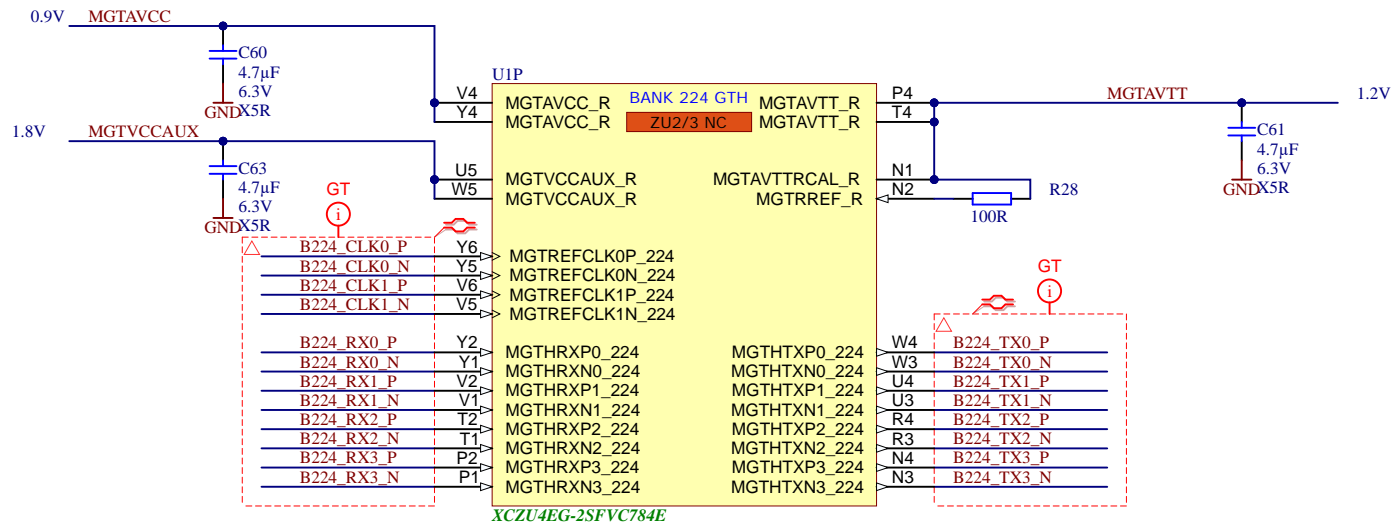 0.9V
MGTAVCC
C60
4.7µF
6.3V
X5R
GND
1.8V
MGTVCCAUX
C63
4.7µF
6.3V
X5R
GND
GT
i
B224_CLK0_P
B224_CLK0_N
B224_CLK1_P
B224_CLK1_N
B224_RX0_P
B224_RX0_N
B224_RX1_P
B224_RX1_N
B224_RX2_P
B224_RX2_N
B224_RX3_P
B224_RX3_N
U1P
BANK 224 GTH
ZU2/3 NC
V4 MGTAVCC_R
Y4 MGTAVCC_R
U5 MGTVCCAUX_R
W5 MGTVCCAUX_R
Y6 MGTREFCLK0P_224
Y5 MGTREFCLK0N_224
V6 MGTREFCLK1P_224
V5 MGTREFCLK1N_224
Y2 MGTHRXP0_224
Y1 MGTHRXN0_224
V2 MGTHRXP1_224
V1 MGTHRXN1_224
T2 MGTHRXP2_224
T1 MGTHRXN2_224
P2 MGTHRXP3_224
P1 MGTHRXN3_224
MGTAVTT_R P4
MGTAVTT_R T4
MGTAVTTRCAL_R N1
MGTRREF_R N2
MGTHTXP0_224 W4
MGTHTXN0_224 W3
MGTHTXP1_224 U4
MGTHTXN1_224 U3
MGTHTXP2_224 R4
MGTHTXN2_224 R3
MGTHTXP3_224 N4
MGTHTXN3_224 N3
XCZU4EG-2SFVC784E
MGTAVTT
1.2V
C61
4.7µF
6.3V
X5R
GND
R28
100R
GT
i
B224_TX0_P
B224_TX0_N
B224_TX1_P
B224_TX1_N
B224_TX2_P
B224_TX2_N
B224_TX3_P
B224_TX3_N